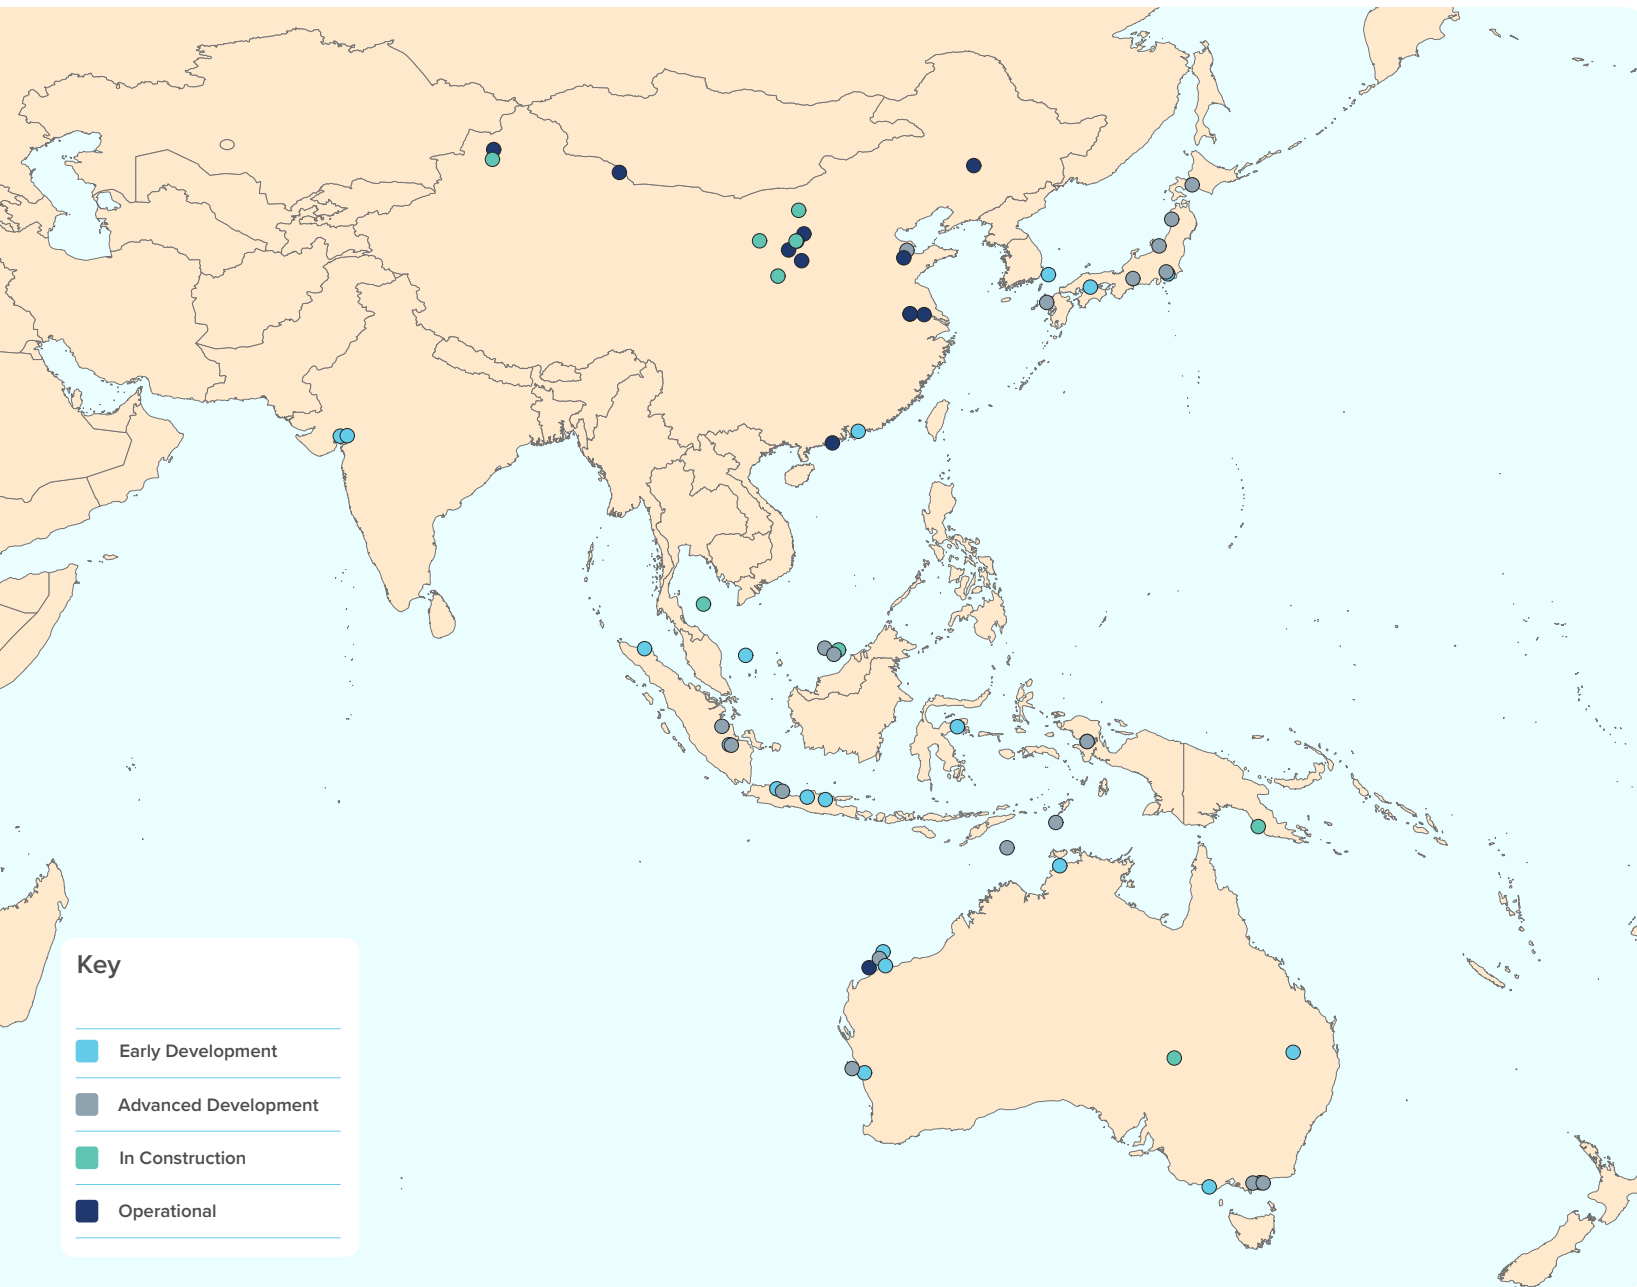 Key
Early Development
Advanced Development
In Construction
Operational